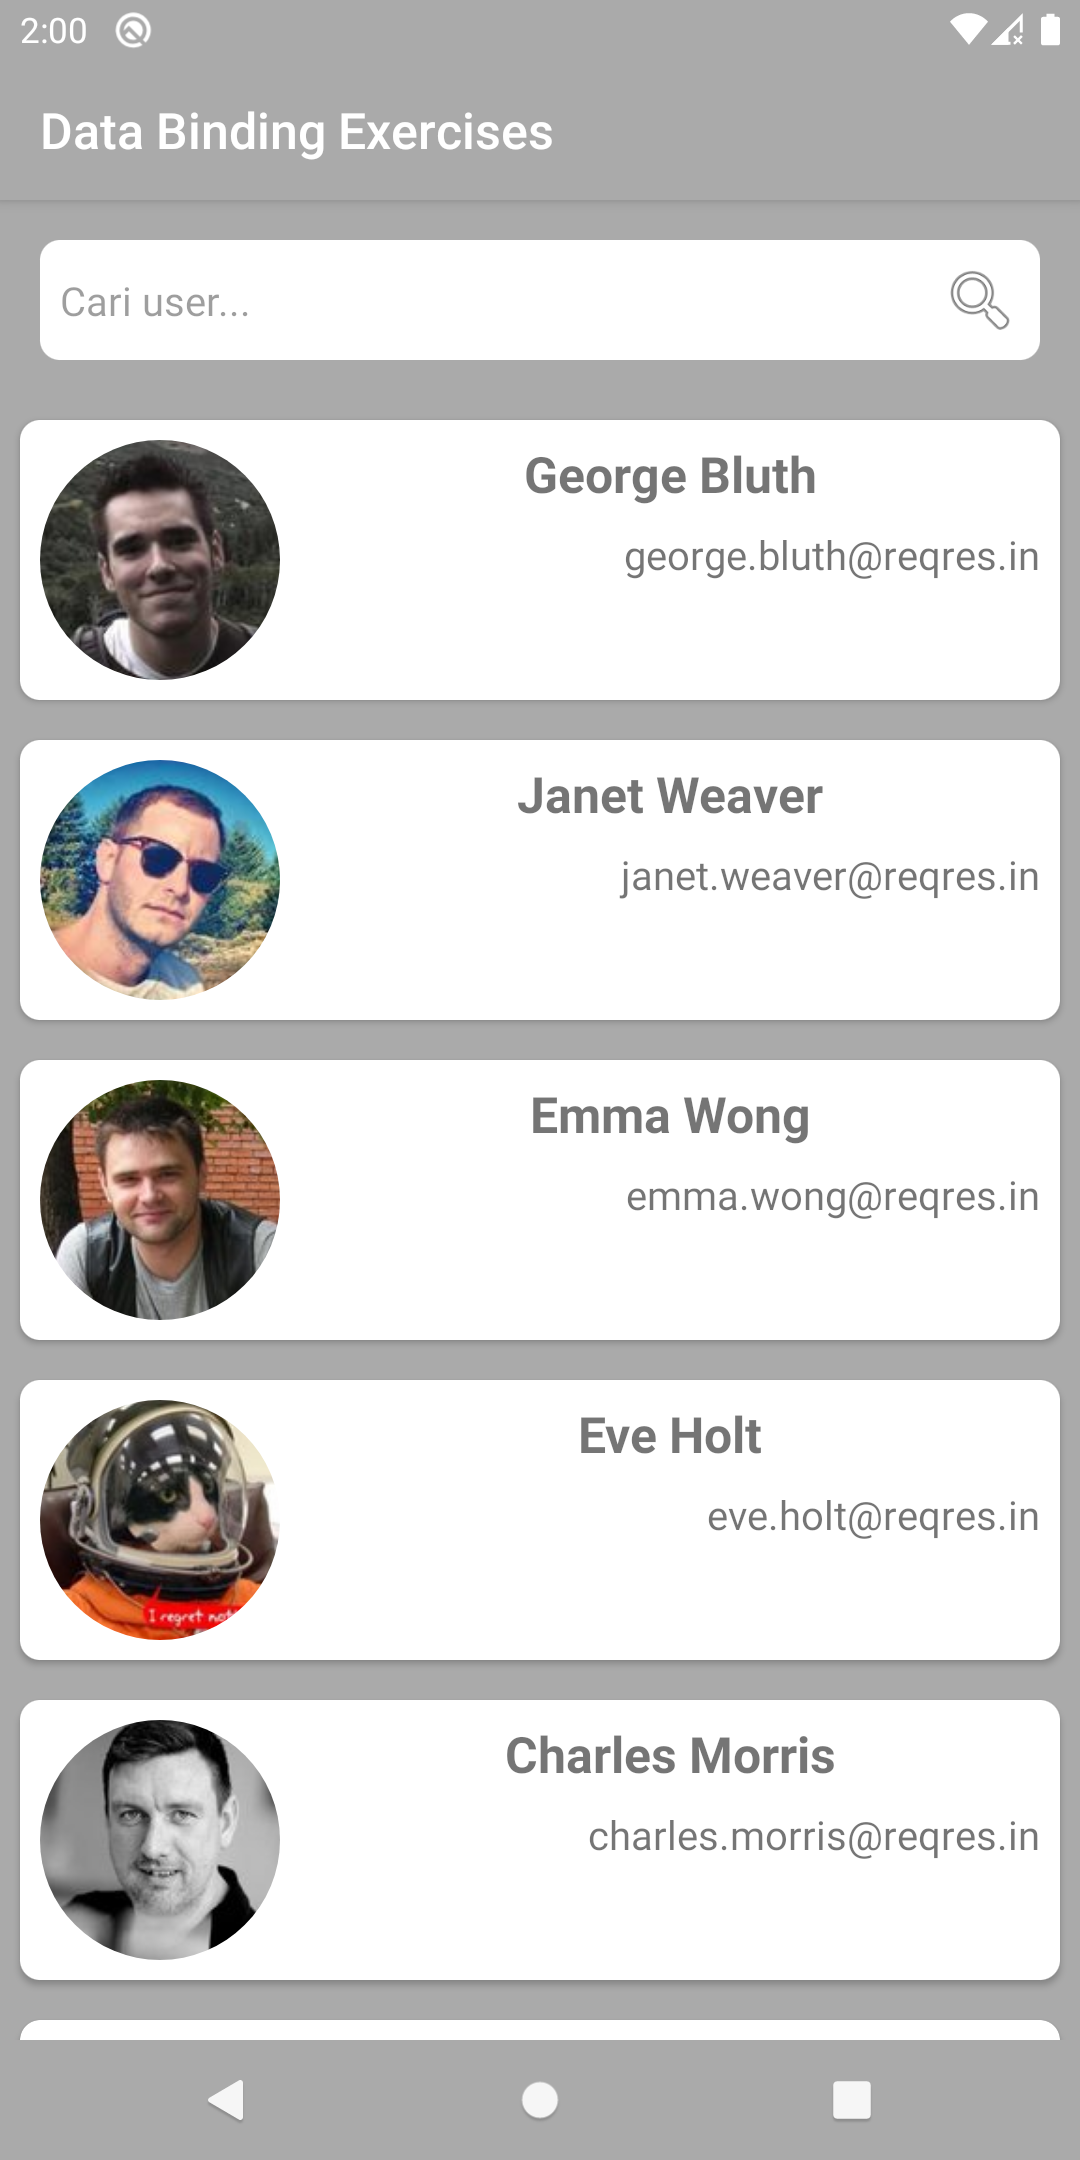 2:00
Data Binding Exercises
Cari user...
George Bluth
george.bluth@reqres.in
Janet Weaver
janet.weaver@reqres.in
Emma Wong
emma.wong@reqres.in
Eve Holt
eve.holt@reqres.in
I regret
Charles Morris
charles.morris@reqres.in